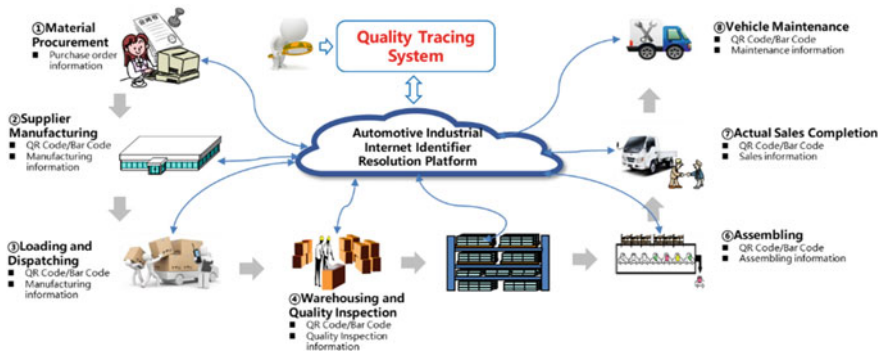 ①Material
Procurement
■ Purchase order
information
Quality Tracing
System
⑧Vehicle Maintenance
■ QR Code/Bar Code
■ Maintenance information
②Supplier
Manufacturing
■ QR Code/Bar Code
■ Manufacturing
information
Automotive Industrial
Internet Identifier
Resolution Platform
⑦Actual Sales Completion
■ QR Code/Bar Code
■ Sales information
③Loading and
Dispatching
■ QR Code/Bar Code
■ Manufacturing
information
④Warehousing and
Quality Inspection
■ QR Code/Bar Code
■ Quality Inspection
information
⑥Assembling
■ QR Code/Bar Code
■ Assembling information